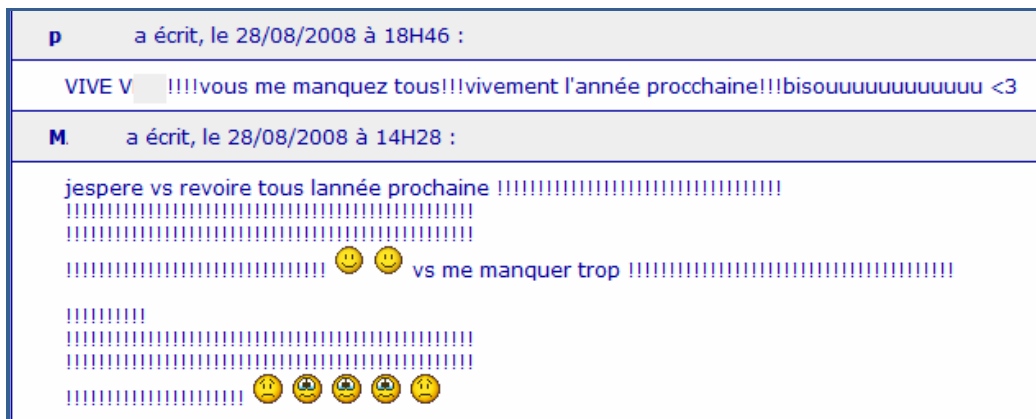 p a écrit, le 28/08/2008 à 18H46 :
VIVE V !!!!vous me manquez tous!!!vivement l'année procchaine!!!bisouuuuuuuuuuuuu <3
M. a écrit, le 28/08/2008 à 14H28 :
jespere vs revoire tous lannée prochaine !!!!!!!!!!!!!!!!!!!!!!!!!!!!!!!!!!!
!!!!!!!!!!!!!!!!!!!!!!!!!!!!!!!!!!!!!!!!!!!!!!!!!!
!!!!!!!!!!!!!!!!!!!!!!!!!!!!!!!!!!!!!!!!!!!!!!!!!!
!!!!!!!!!!!!!!!!!!!!!!!!!!!!!!!! vs me manquer trop !!!!!!!!!!!!!!!!!!!!!!!!!!!!!!!!!!!!!!!!
!!!!!!!!!!
!!!!!!!!!!!!!!!!!!!!!!!!!!!!!!!!!!!!!!!!!!!!!!!!!!
!!!!!!!!!!!!!!!!!!!!!!!!!!!!!!!!!!!!!!!!!!!!!!!!!!
!!!!!!!!!!!!!!!!!!!!!!